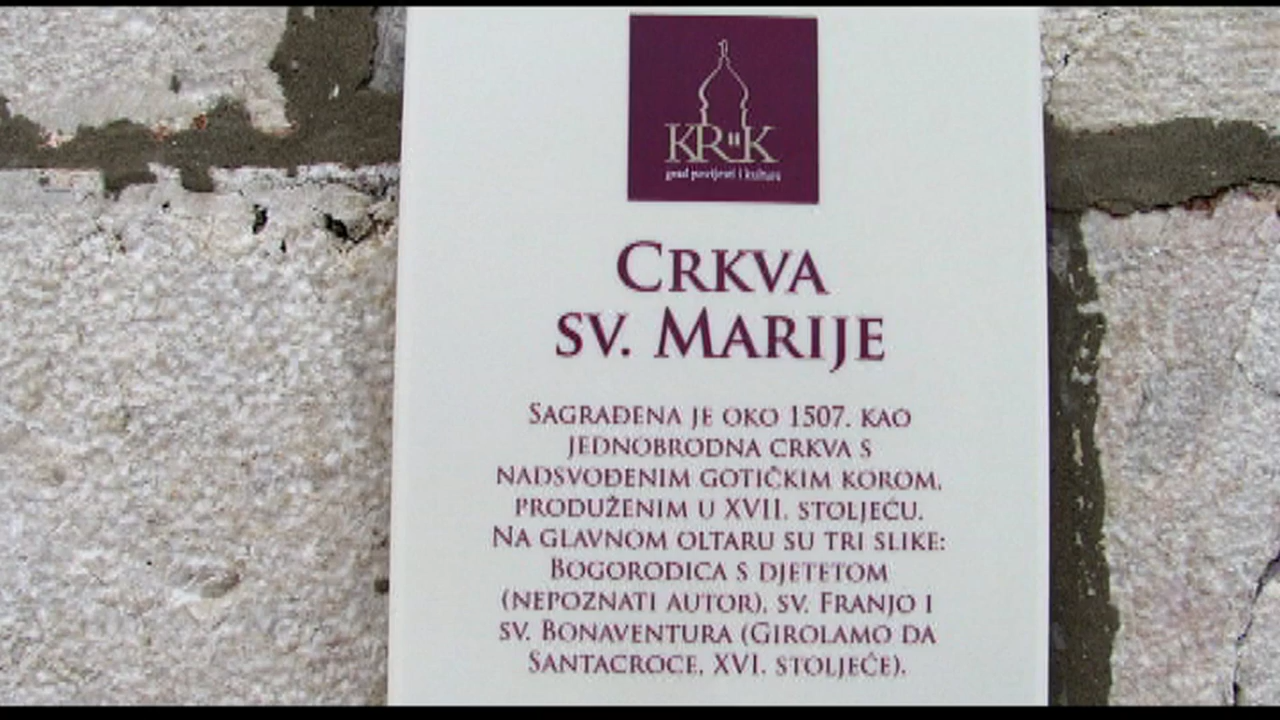 KR"K
grad povijesti i kulture
CRKVA
SV. MARIJE
SAGRAĐENA JE OKO 1507. KAO
JEDNOBRODNA CRKVA S
NADSVOĐENIM GOTIČKIM KOROM,
PRODUŽENIM U XVII. STOLJEĆU.
NA GLAVNOM OLTARU SU TRI SLIKE:
BOGORODICA S DJETETOM
(NEPOZNATI AUTOR), SV. FRANJO I
SV. BONAVENTURA (GIROLAMO DA
SANTACROCE, XVI. STOLJEĆE).